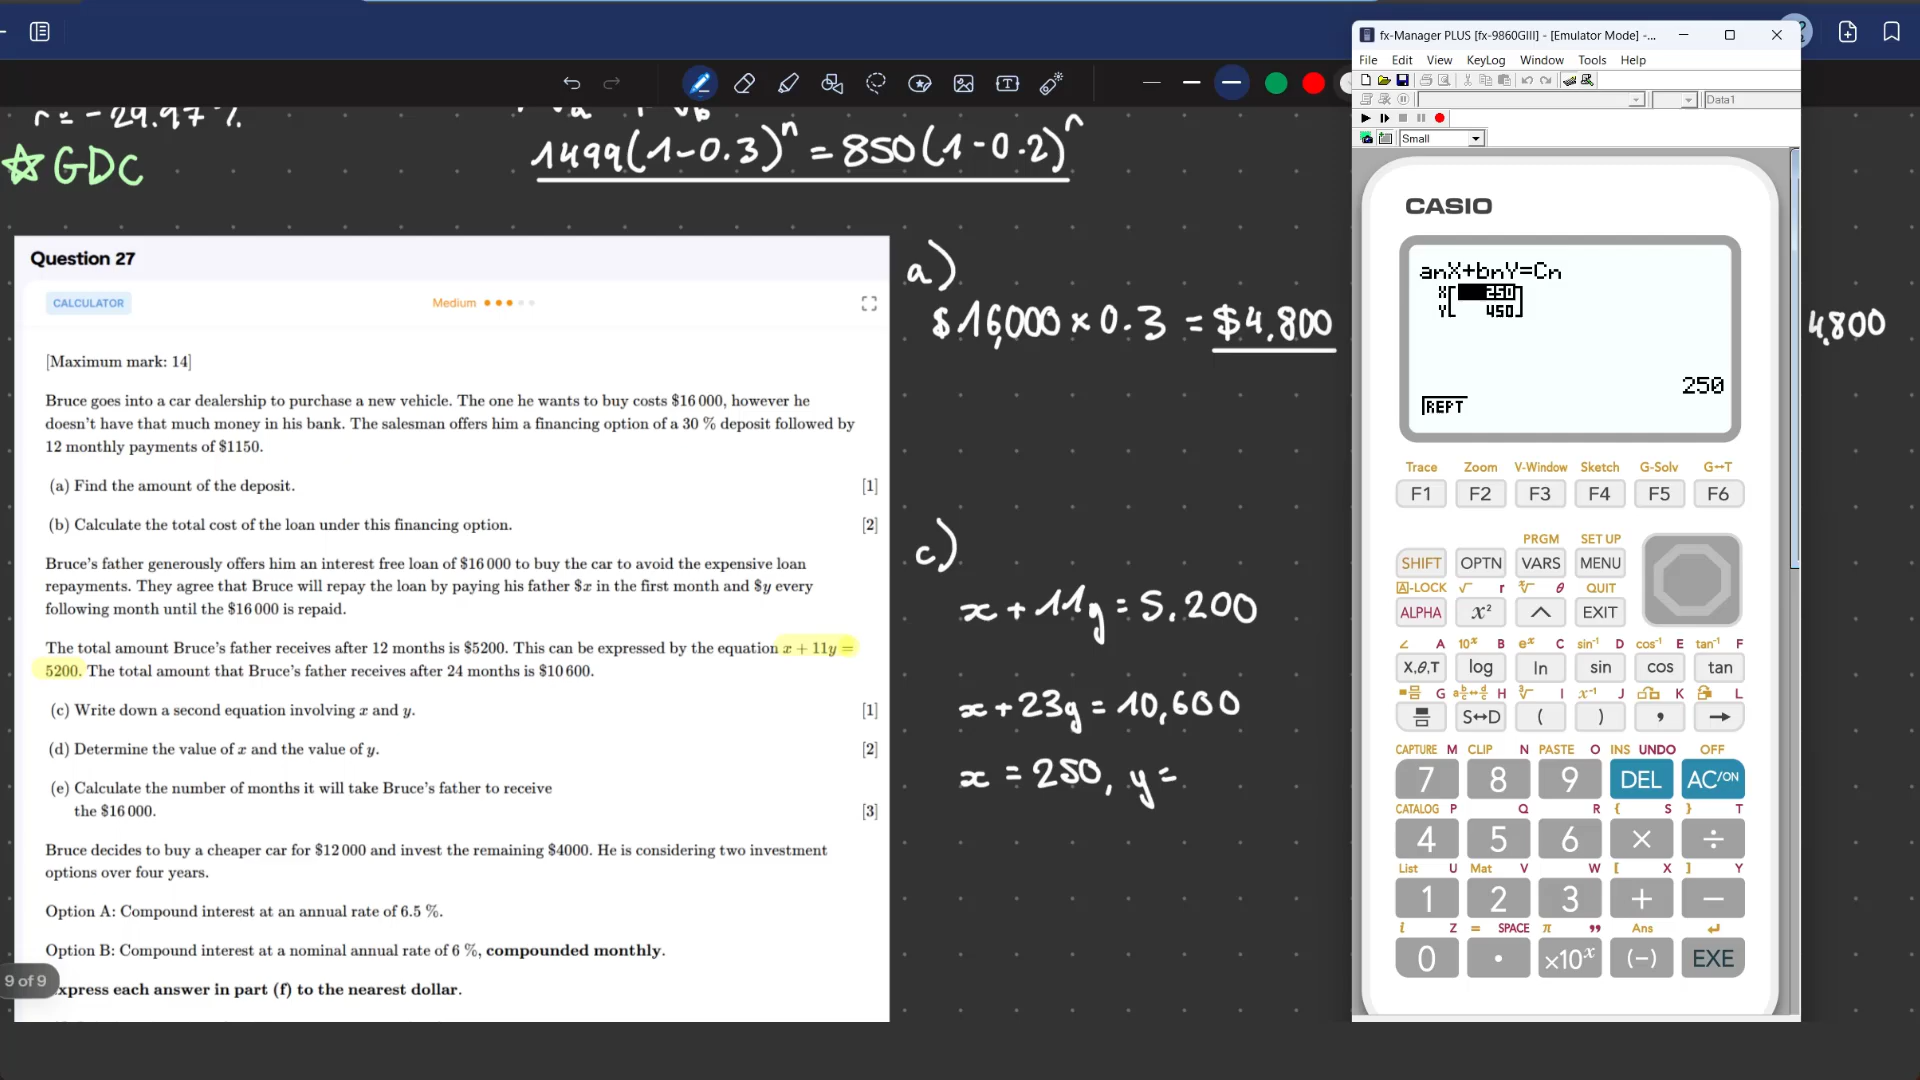 fx-Manager PLUS [fx-9860GIII] - [Emulator Mode] -...
File Edit View KeyLog Window Tools Help
Data1
Small
r = -29.97 %
☆ GDC
1499(1-0.3)ⁿ = 850(1-0.2)ⁿ
Question 27
CALCULATOR
Medium
[Maximum mark: 14]
Bruce goes into a car dealership to purchase a new vehicle. The one he wants to buy costs $16 000, however he
doesn't have that much money in his bank. The salesman offers him a financing option of a 30 % deposit followed by
12 monthly payments of $1150.
(a) Find the amount of the deposit. [1]
(b) Calculate the total cost of the loan under this financing option. [2]
Bruce's father generously offers him an interest free loan of $16 000 to buy the car to avoid the expensive loan
repayments. They agree that Bruce will repay the loan by paying his father $x in the first month and $y every
following month until the $16 000 is repaid.
The total amount Bruce's father receives after 12 months is $5200. This can be expressed by the equation x + 11y =
5200. The total amount that Bruce's father receives after 24 months is $10 600.
(c) Write down a second equation involving x and y. [1]
(d) Determine the value of x and the value of y. [2]
(e) Calculate the number of months it will take Bruce's father to receive
the $16 000. [3]
Bruce decides to buy a cheaper car for $12 000 and invest the remaining $4000. He is considering two investment
options over four years.
Option A: Compound interest at an annual rate of 6.5 %.
Option B: Compound interest at a nominal annual rate of 6 %, compounded monthly.
9 of 9
xpress each answer in part (f) to the nearest dollar.
a)
$16,000 × 0.3 = $4,800
4,800
c)
x + 11y = 5.200
x + 23y = 10,600
x = 250, y =
CASIO
anX+bnY=Cn
X[ 250]
Y[ 450]
250
REPT
Trace Zoom V-Window Sketch G-Solv G↔T
F1 F2 F3 F4 F5 F6
PRGM SET UP
SHIFT OPTN VARS MENU
A-LOCK √ r ˣ√ θ QUIT
ALPHA x² ^ EXIT
∠ A 10ˣ B eˣ C sin⁻¹ D cos⁻¹ E tan⁻¹ F
X,θ,T log ln sin cos tan
G H ³√ I x⁻¹ J K L
S↔D ( ) , →
CAPTURE M CLIP N PASTE O INS UNDO OFF
7 8 9 DEL AC/ON
CATALOG P Q R { S } T
4 5 6 × ÷
List U Mat V W [ X ] Y
1 2 3 + −
i Z = SPACE π " Ans ↵
0 . ×10ˣ (−) EXE